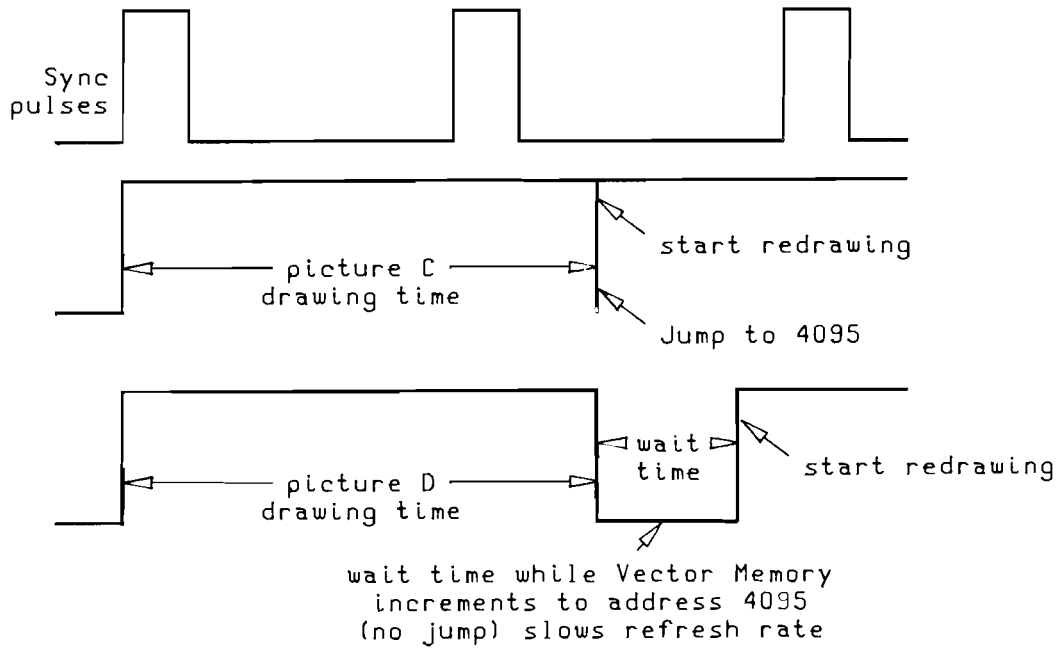 Sync
pulses
start redrawing
picture C
drawing time
Jump to 4095
wait
time
start redrawing
picture D
drawing time
wait time while Vector Memory
increments to address 4095
(no jump) slows refresh rate